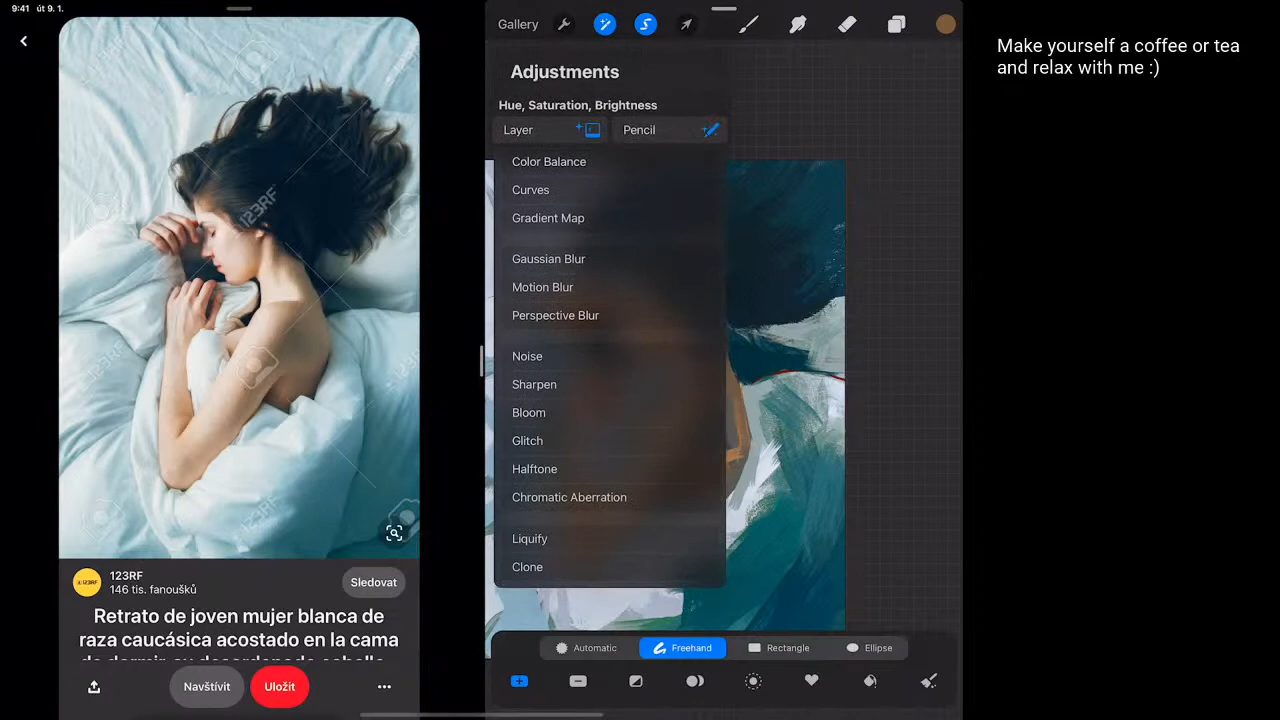 9:41 út 9. 1.
123RF
123RF
146 tis. fanoušků
Sledovat
Retrato de joven mujer blanca de
raza caucásica acostado en la cama
Navštívit
Uložit
Gallery
Adjustments
Hue, Saturation, Brightness
Layer
Pencil
Color Balance
Curves
Gradient Map
Gaussian Blur
Motion Blur
Perspective Blur
Noise
Sharpen
Bloom
Glitch
Halftone
Chromatic Aberration
Liquify
Clone
Automatic
Freehand
Rectangle
Ellipse
Make yourself a coffee or tea
and relax with me :)